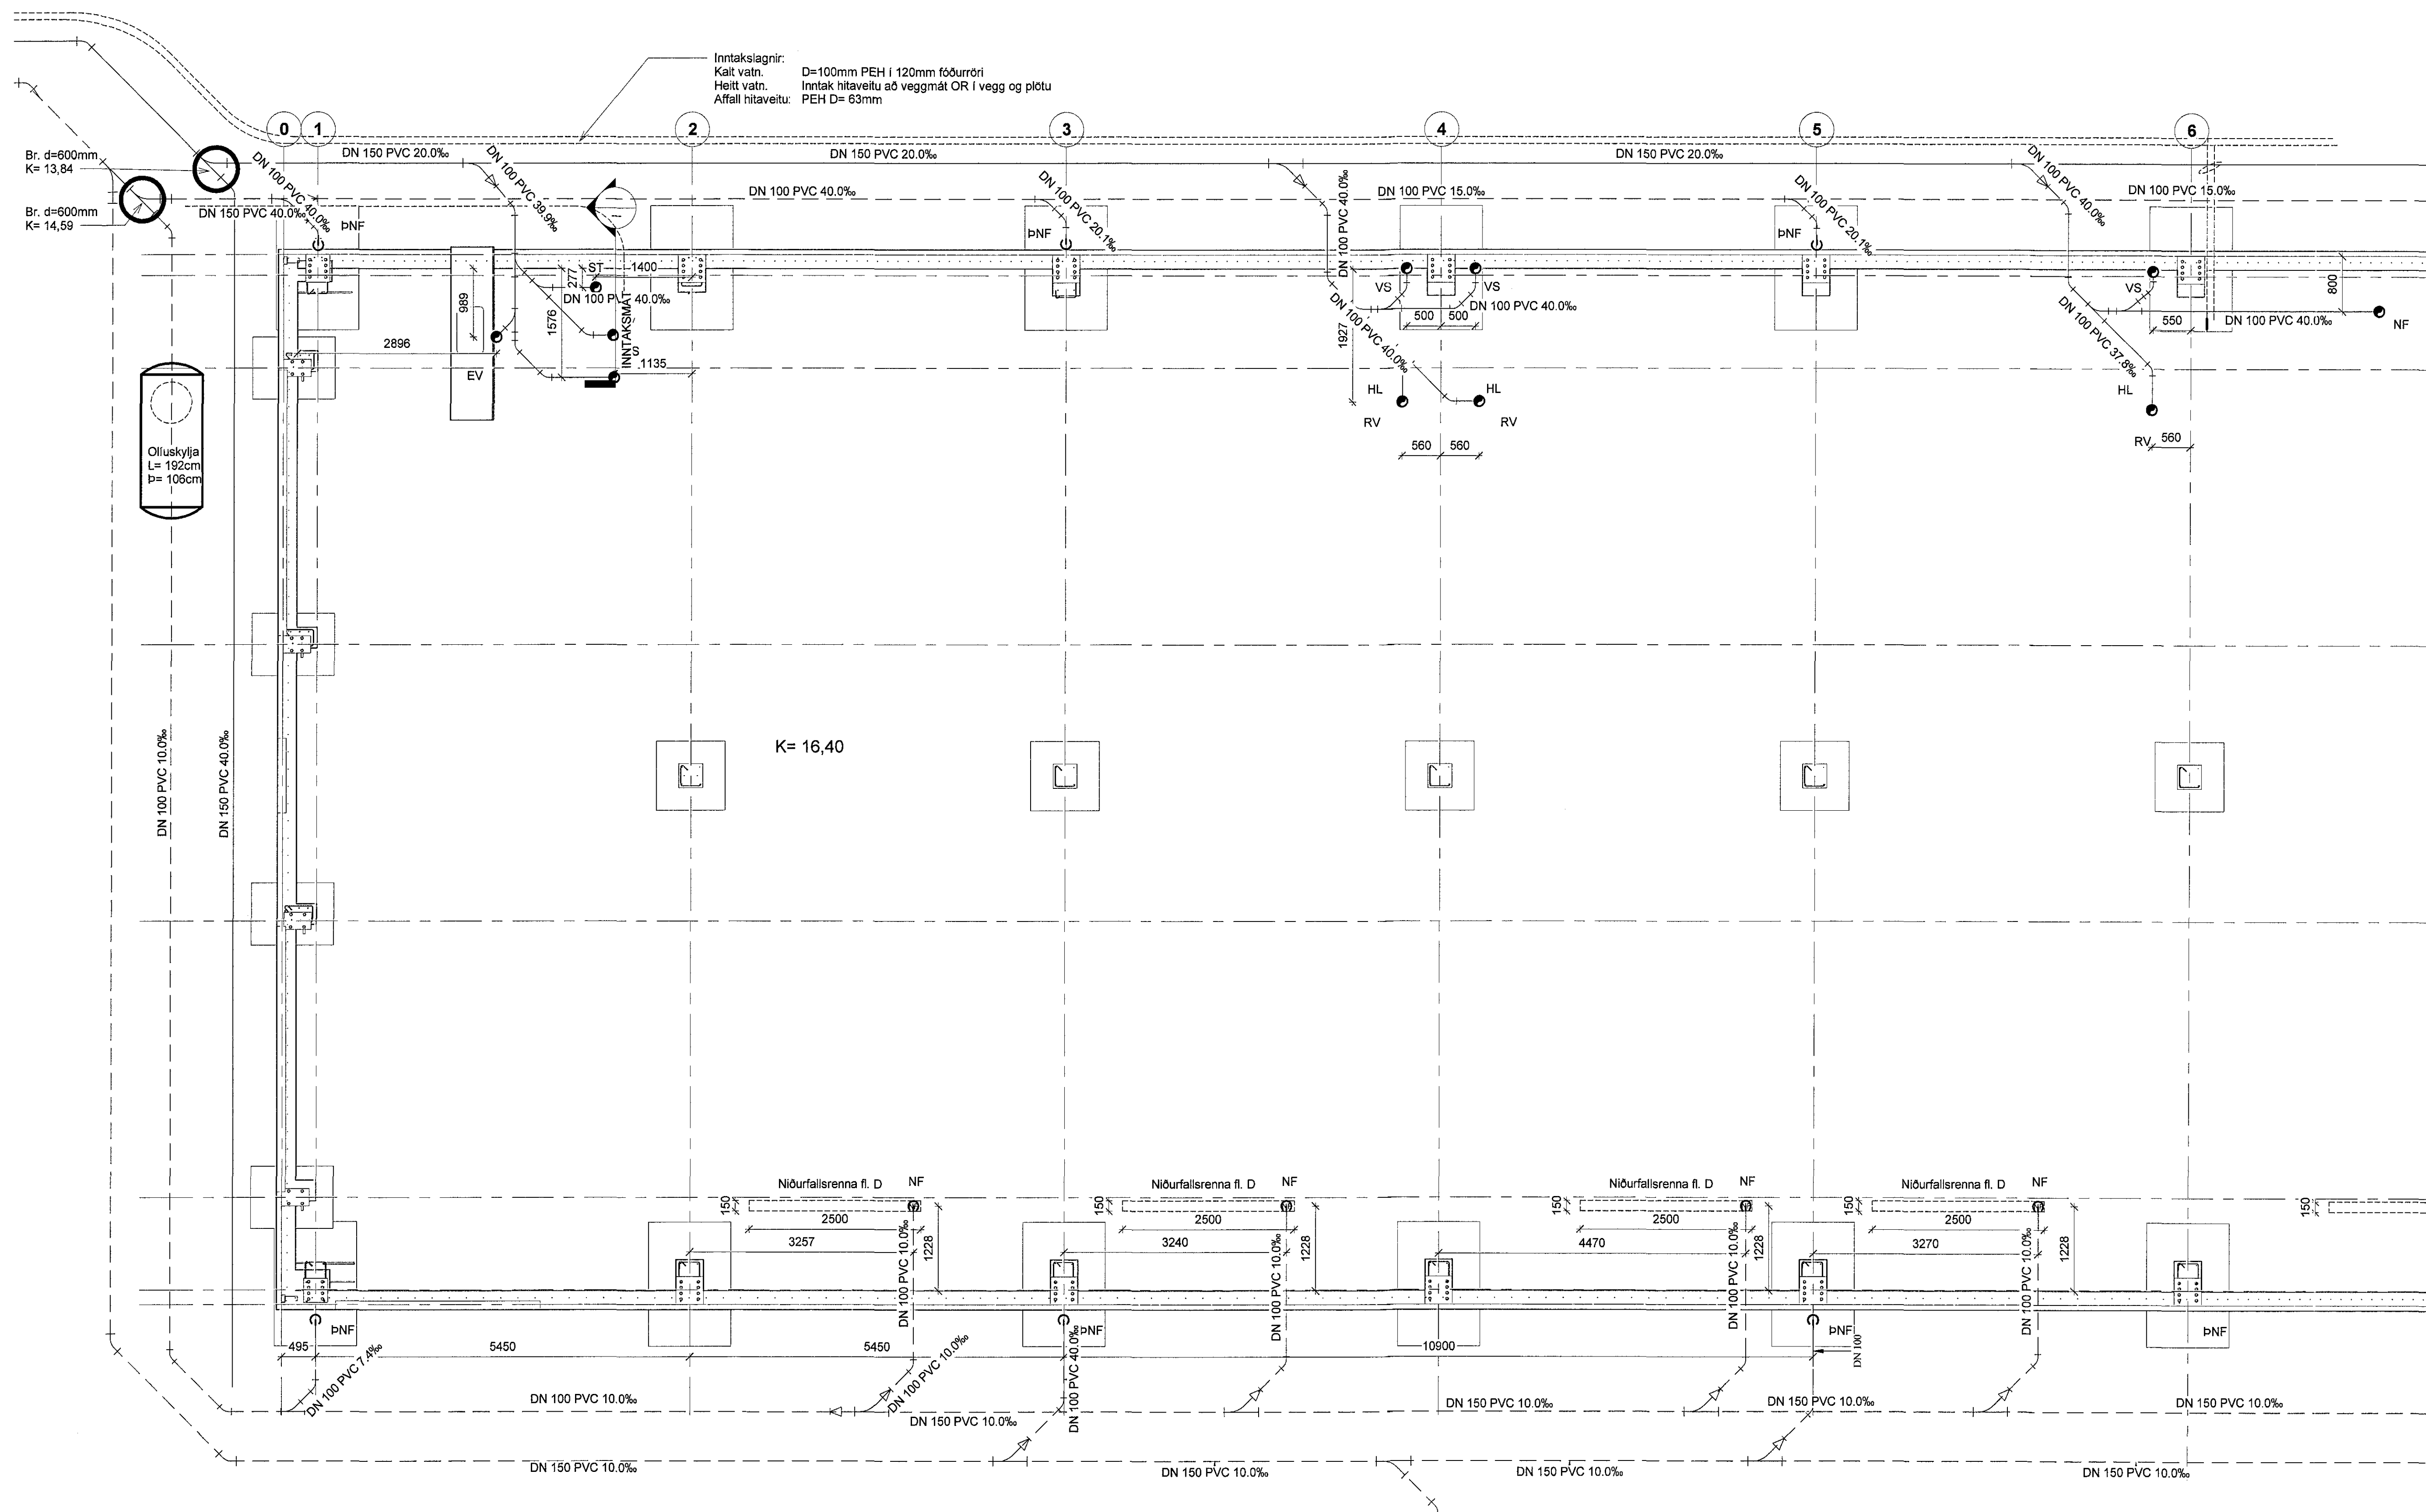 Inntakslagnir:
Kalt vatn. D=100mm PEH í 120mm fóðurröri
Heitt vatn. Inntak hitaveitu að veggmát OR í vegg og plötu
Affall hitaveitu: PEH D= 63mm
0
1
2
3
4
5
6
Br. d=600mm
K= 13,84
Br. d=600mm
K= 14,59
DN 150 PVC 20.0‰
DN 150 PVC 20.0‰
DN 150 PVC 20.0‰
DN 100 PVC 40.0‰
DN 150 PVC 40.0‰
DN 100 PVC 39.9‰
DN 100 PVC 40.0‰
DN 100 PVC 20.1‰
DN 100 PVC 40.0‰
DN 100 PVC 15.0‰
DN 100 PVC 20.1‰
DN 100 PVC 40.0‰
DN 100 PVC 15.0‰
ÞNF
ÞNF
ÞNF
ST
1400
277
989
1576
DN 100 PVC 40.0‰
INNTAKSMÁT
S
1135
2896
EV
VS
VS
500
500
DN 100 PVC 40.0‰
DN 100 PVC 40.0‰
1927
HL
HL
RV
RV
560
560
VS
550
DN 100 PVC 40.0‰
800
NF
DN 100 PVC 37.8‰
HL
RV
560
Olíuskylja
L= 192cm
Þ= 106cm
DN 100 PVC 10.0‰
DN 150 PVC 40.0‰
K= 16,40
Niðurfallsrenna fl. D
NF
150
2500
3257
1228
DN 100 PVC 10.0‰
Niðurfallsrenna fl. D
NF
150
2500
3240
1228
DN 100 PVC 10.0‰
Niðurfallsrenna fl. D
NF
150
2500
4470
1228
DN 100 PVC 10.0‰
Niðurfallsrenna fl. D
NF
150
2500
3270
1228
DN 100 PVC 10.0‰
150
ÞNF
ÞNF
ÞNF
ÞNF
495
5450
5450
10900
DN 100
DN 100 PVC 7.4‰
DN 100 PVC 10.0‰
DN 100 PVC 40.0‰
DN 100 PVC 10.0‰
DN 150 PVC 10.0‰
DN 150 PVC 10.0‰
DN 150 PVC 10.0‰
DN 150 PVC 10.0‰
DN 150 PVC 10.0‰
DN 150 PVC 10.0‰
DN 150 PVC 10.0‰
DN 150 PVC 10.0‰